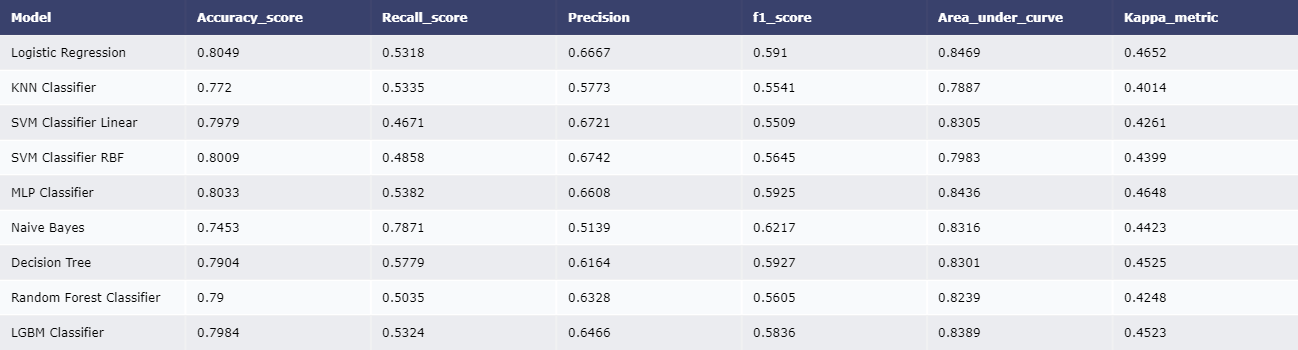 Model Accuracy_score Recall_score Precision f1_score Area_under_curve Kappa_metric
Logistic Regression 0.8049 0.5318 0.6667 0.591 0.8469 0.4652
KNN Classifier 0.772 0.5335 0.5773 0.5541 0.7887 0.4014
SVM Classifier Linear 0.7979 0.4671 0.6721 0.5509 0.8305 0.4261
SVM Classifier RBF 0.8009 0.4858 0.6742 0.5645 0.7983 0.4399
MLP Classifier 0.8033 0.5382 0.6608 0.5925 0.8436 0.4648
Naive Bayes 0.7453 0.7871 0.5139 0.6217 0.8316 0.4423
Decision Tree 0.7904 0.5779 0.6164 0.5927 0.8301 0.4525
Random Forest Classifier 0.79 0.5035 0.6328 0.5605 0.8239 0.4248
LGBM Classifier 0.7984 0.5324 0.6466 0.5836 0.8389 0.4523